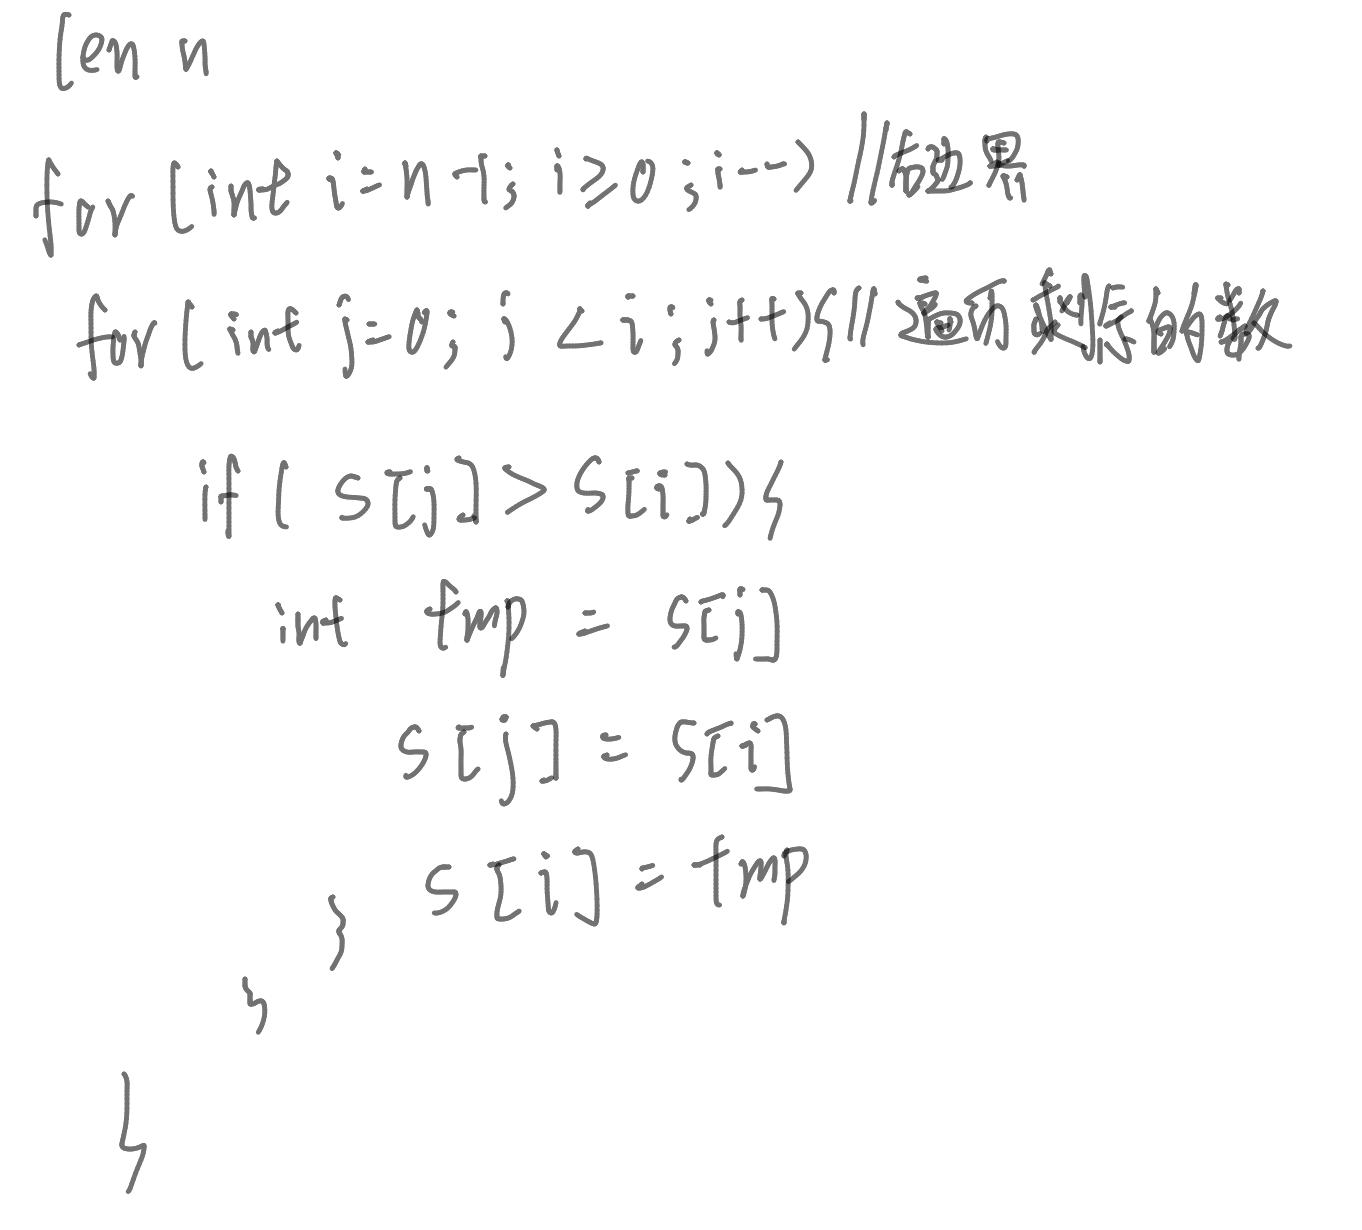 len n
for (int i=n-1; i≥0; i--) //右边界
for (int j=0; j < i; j++){// 遍历剩余的数
if ( s[j] > s[i]){
int tmp = s[j]
s[j] = s[i]
s[i] = tmp
}
}
}